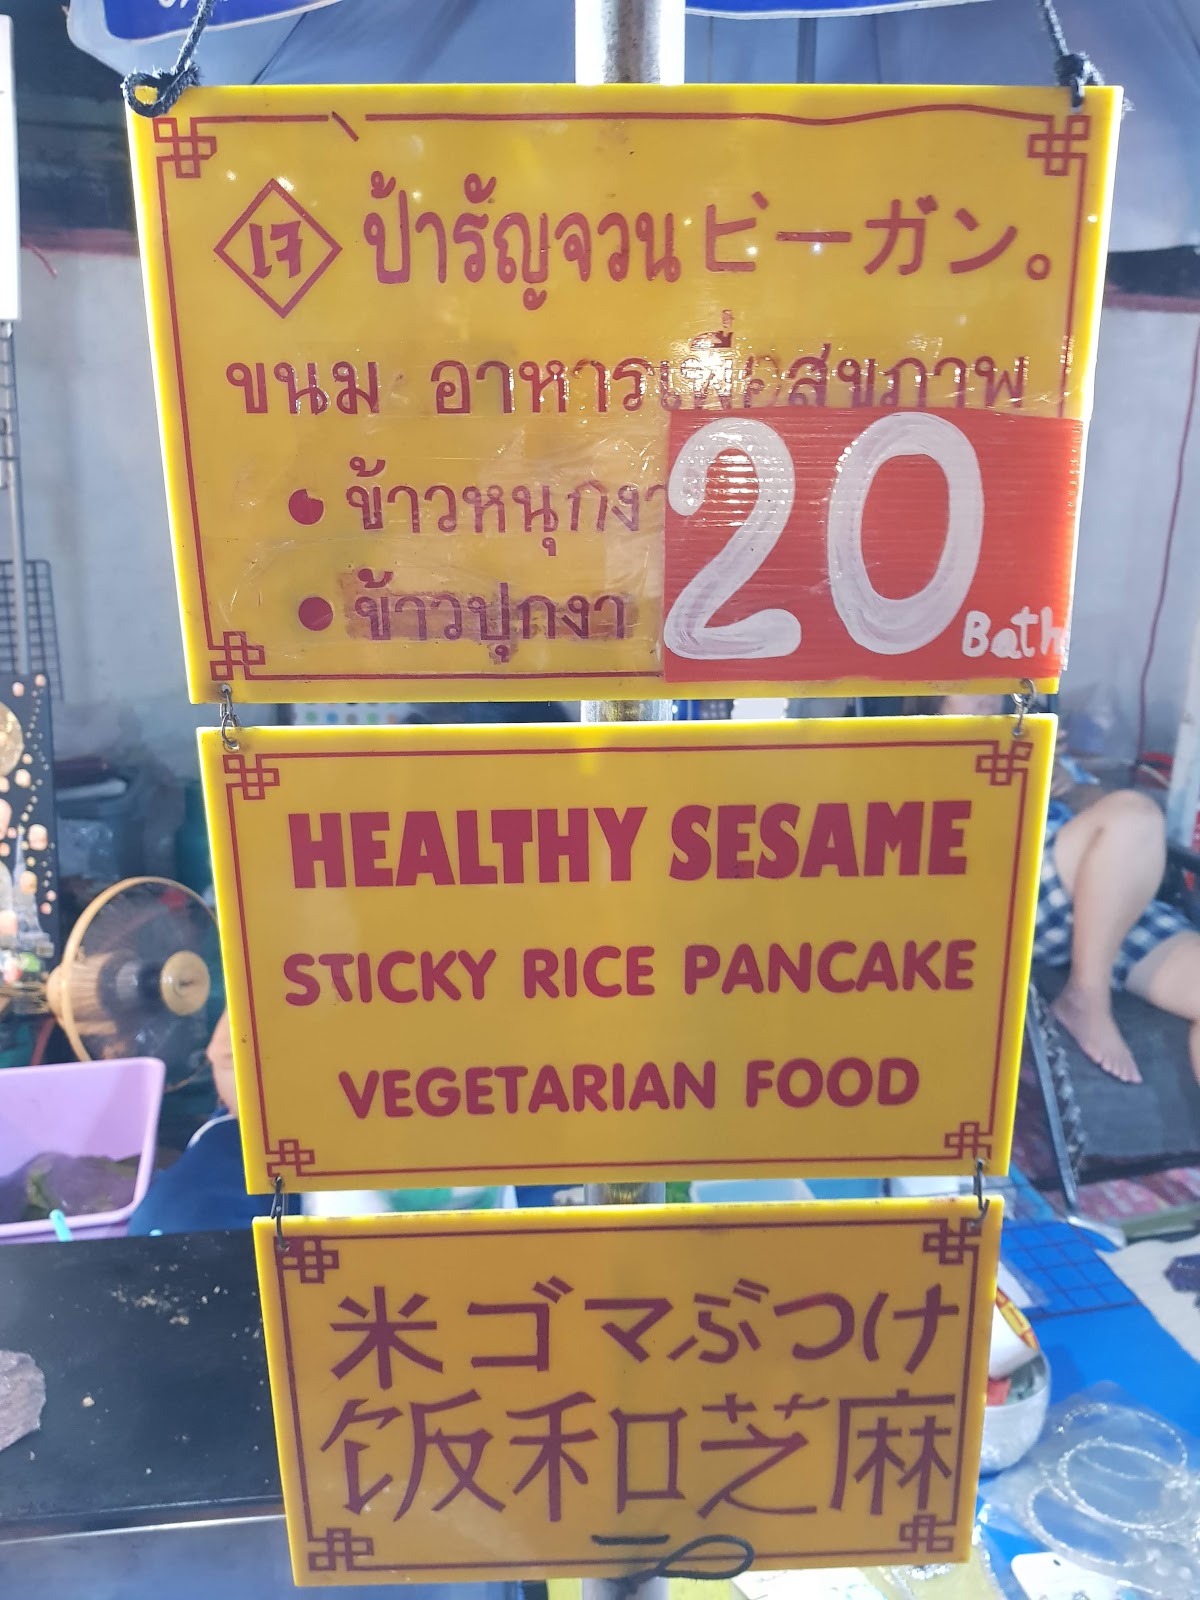 เจ ป้ารัญจวน ビーガン。
ขนม อาหารเพื่อสุขภาพ
• ข้าวหนุกงา
• ข้าวปุกงา
20 Bath
HEALTHY SESAME
STICKY RICE PANCAKE
VEGETARIAN FOOD
米ゴマぶつけ
饭和芝麻